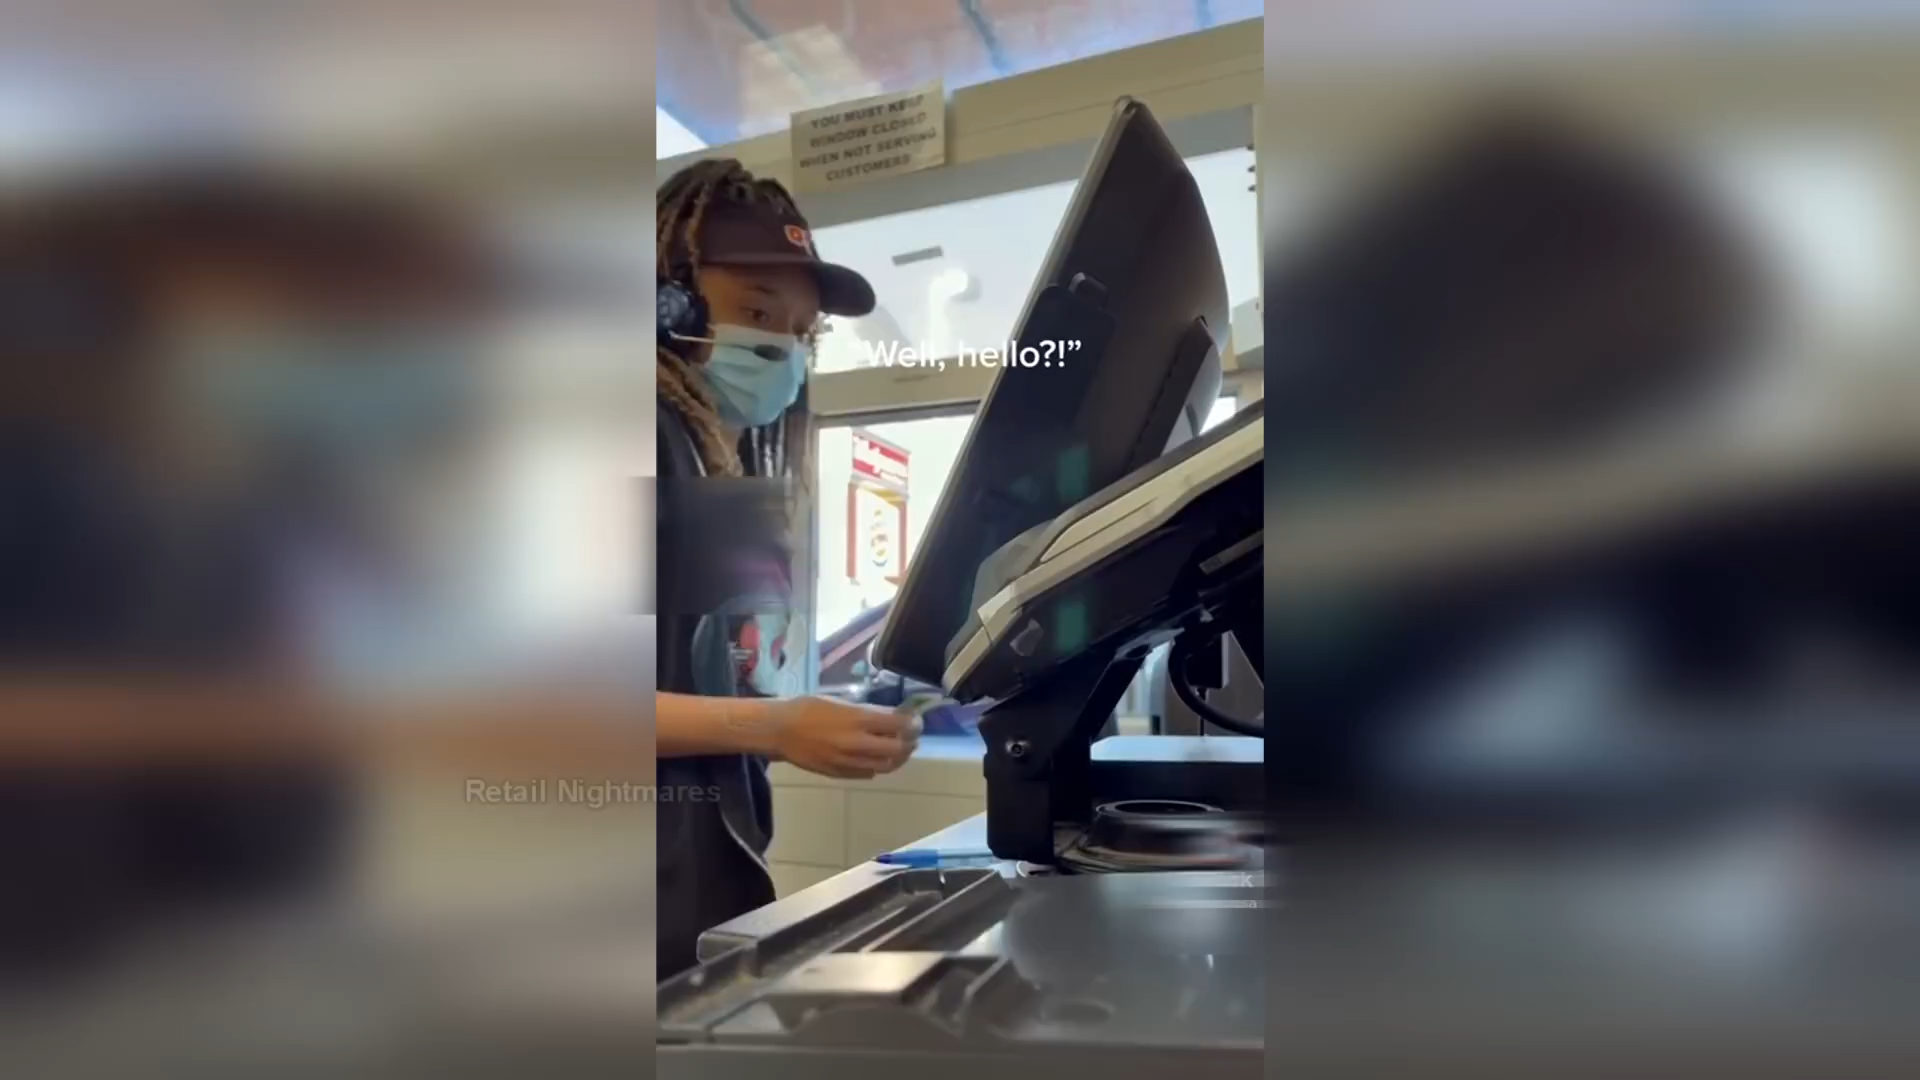 YOU MUST KEEP
WINDOW CLOSED
WHEN NOT SERVING
CUSTOMERS
“Well, hello?!”
Retail Nightmares